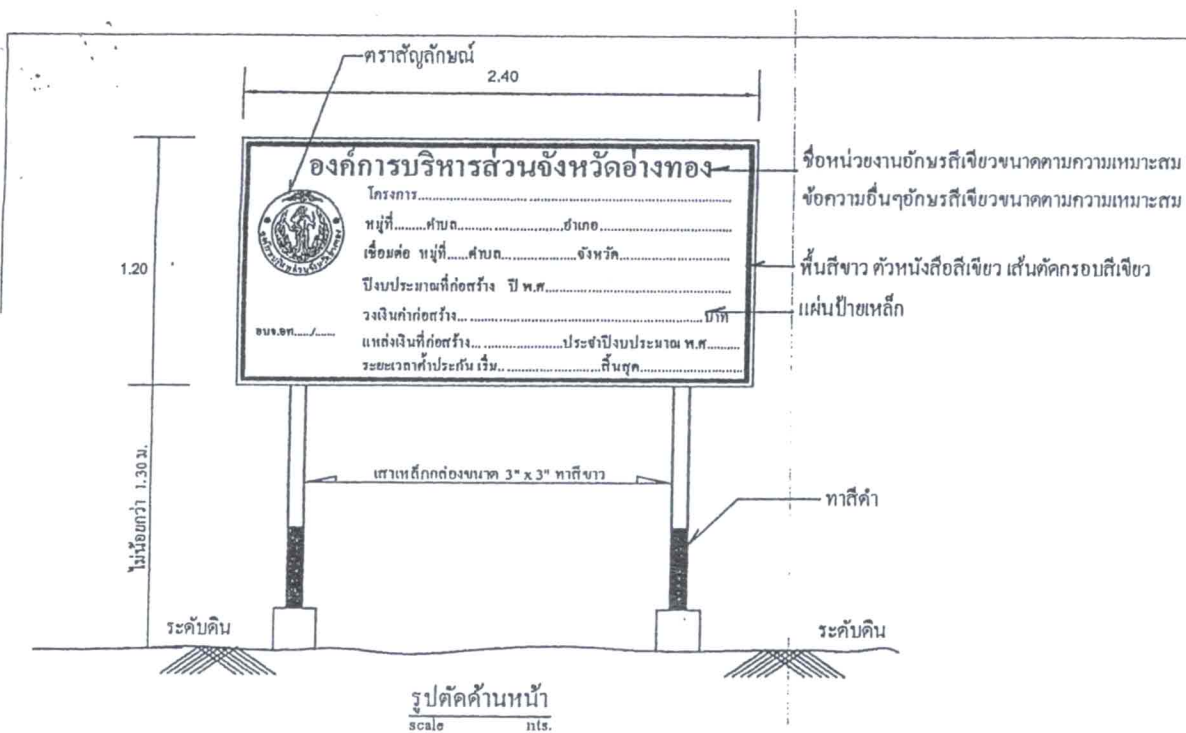 ตราสัญลักษณ์
2.40
องค์การบริหารส่วนจังหวัดอ่างทอง
ชื่อหน่วยงานอักษรสีเขียวขนาดตามความเหมาะสม
ข้อความอื่นๆอักษรสีเขียวขนาดตามความเหมาะสม
โครงการ.............................................................
หมู่ที่........ตำบล........................อำเภอ..............................
เชื่อมต่อ หมู่ที่.....ตำบล.................จังหวัด.........................
1.20
พื้นสีขาว ตัวหนังสือสีเขียว เส้นตัดกรอบสีเขียว
ปีงบประมาณที่ก่อสร้าง ปี พ.ศ..........................................
วงเงินค่าก่อสร้าง.......................................................บาท
แผ่นป้ายเหล็ก
อบจ.อท...../......
แหล่งเงินที่ก่อสร้าง......................ประจำปีงบประมาณ พ.ศ........
ระยะเวลาค้ำประกัน เริ่ม.......................สิ้นสุด........................
ไม่น้อยกว่า 1.30 ม.
เสาเหล็กกล่องขนาด 3" x 3" ทาสีขาว
ทาสีดำ
ระดับดิน
ระดับดิน
รูปตัดด้านหน้า
scale nts.